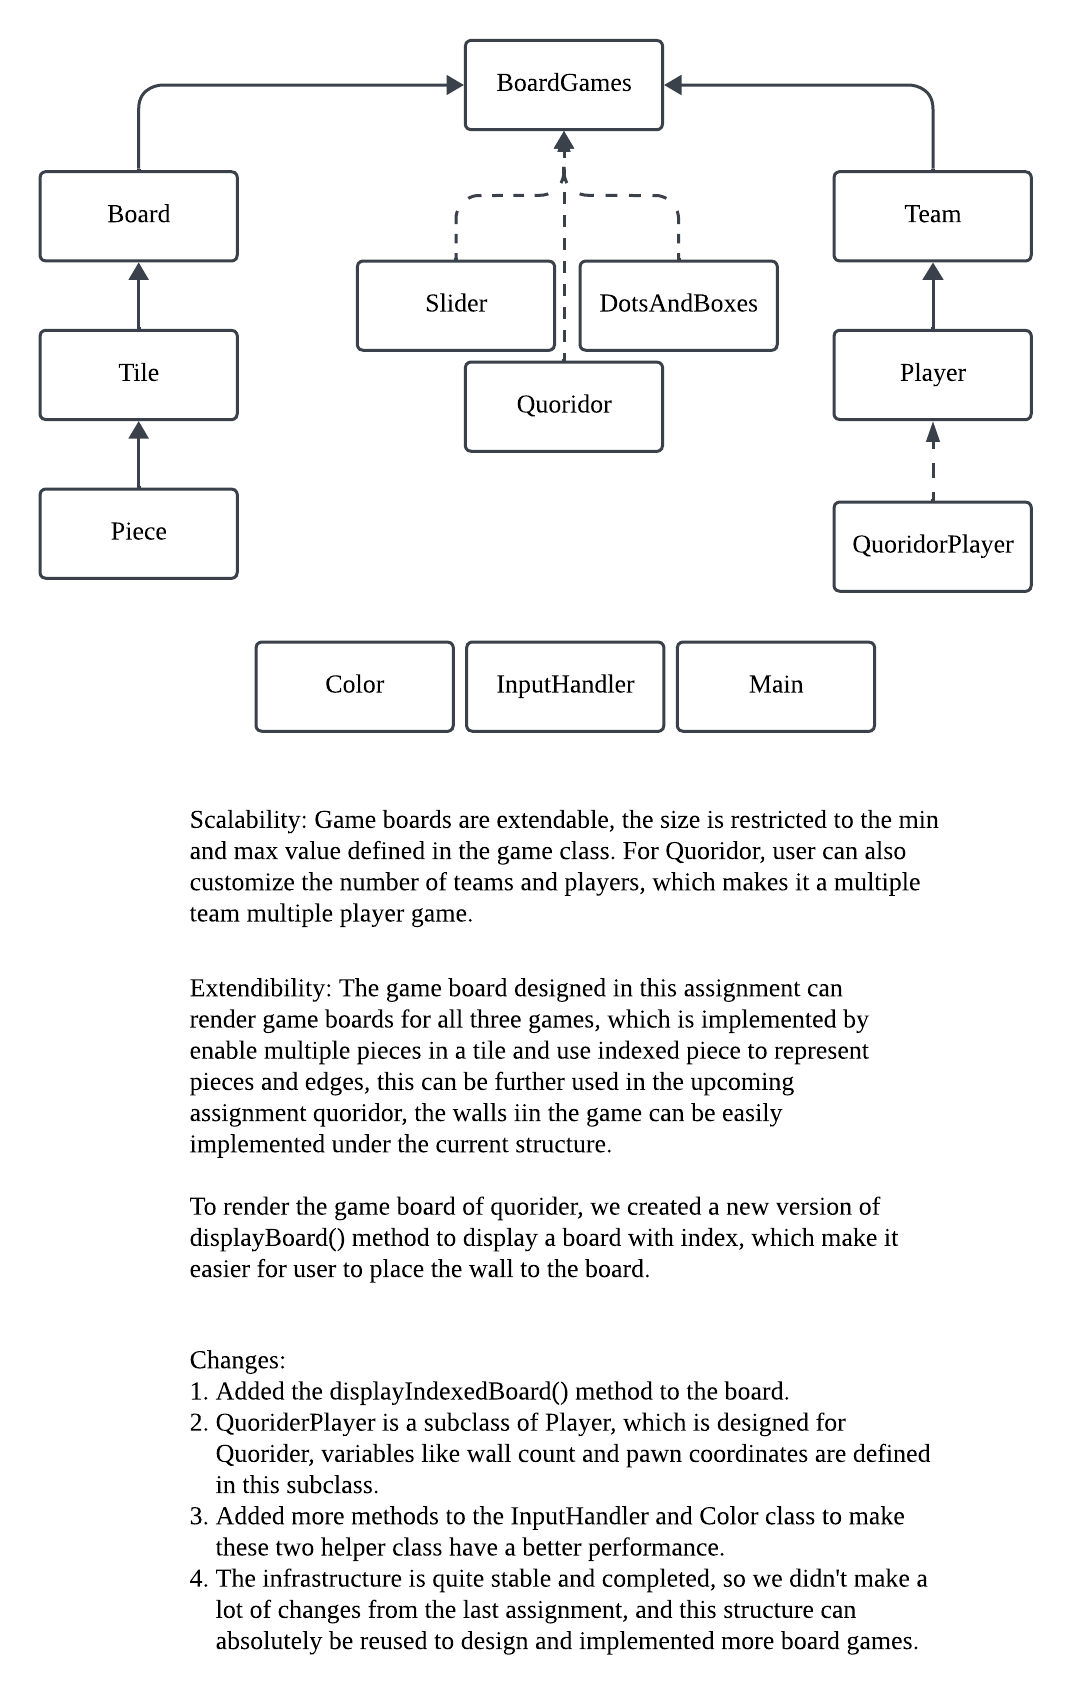 BoardGames
Board
Team
Slider
DotsAndBoxes
Tile
Player
Quoridor
Piece
QuoridorPlayer
Color
InputHandler
Main
Scalability: Game boards are extendable, the size is restricted to the min
and max value defined in the game class. For Quoridor, user can also
customize the number of teams and players, which makes it a multiple
team multiple player game.
Extendibility: The game board designed in this assignment can
render game boards for all three games, which is implemented by
enable multiple pieces in a tile and use indexed piece to represent
pieces and edges, this can be further used in the upcoming
assignment quoridor, the walls iin the game can be easily
implemented under the current structure.
To render the game board of quorider, we created a new version of
displayBoard() method to display a board with index, which make it
easier for user to place the wall to the board.
Changes:
1. Added the displayIndexedBoard() method to the board.
2. QuoriderPlayer is a subclass of Player, which is designed for
Quorider, variables like wall count and pawn coordinates are defined
in this subclass.
3. Added more methods to the InputHandler and Color class to make
these two helper class have a better performance.
4. The infrastructure is quite stable and completed, so we didn't make a
lot of changes from the last assignment, and this structure can
absolutely be reused to design and implemented more board games.